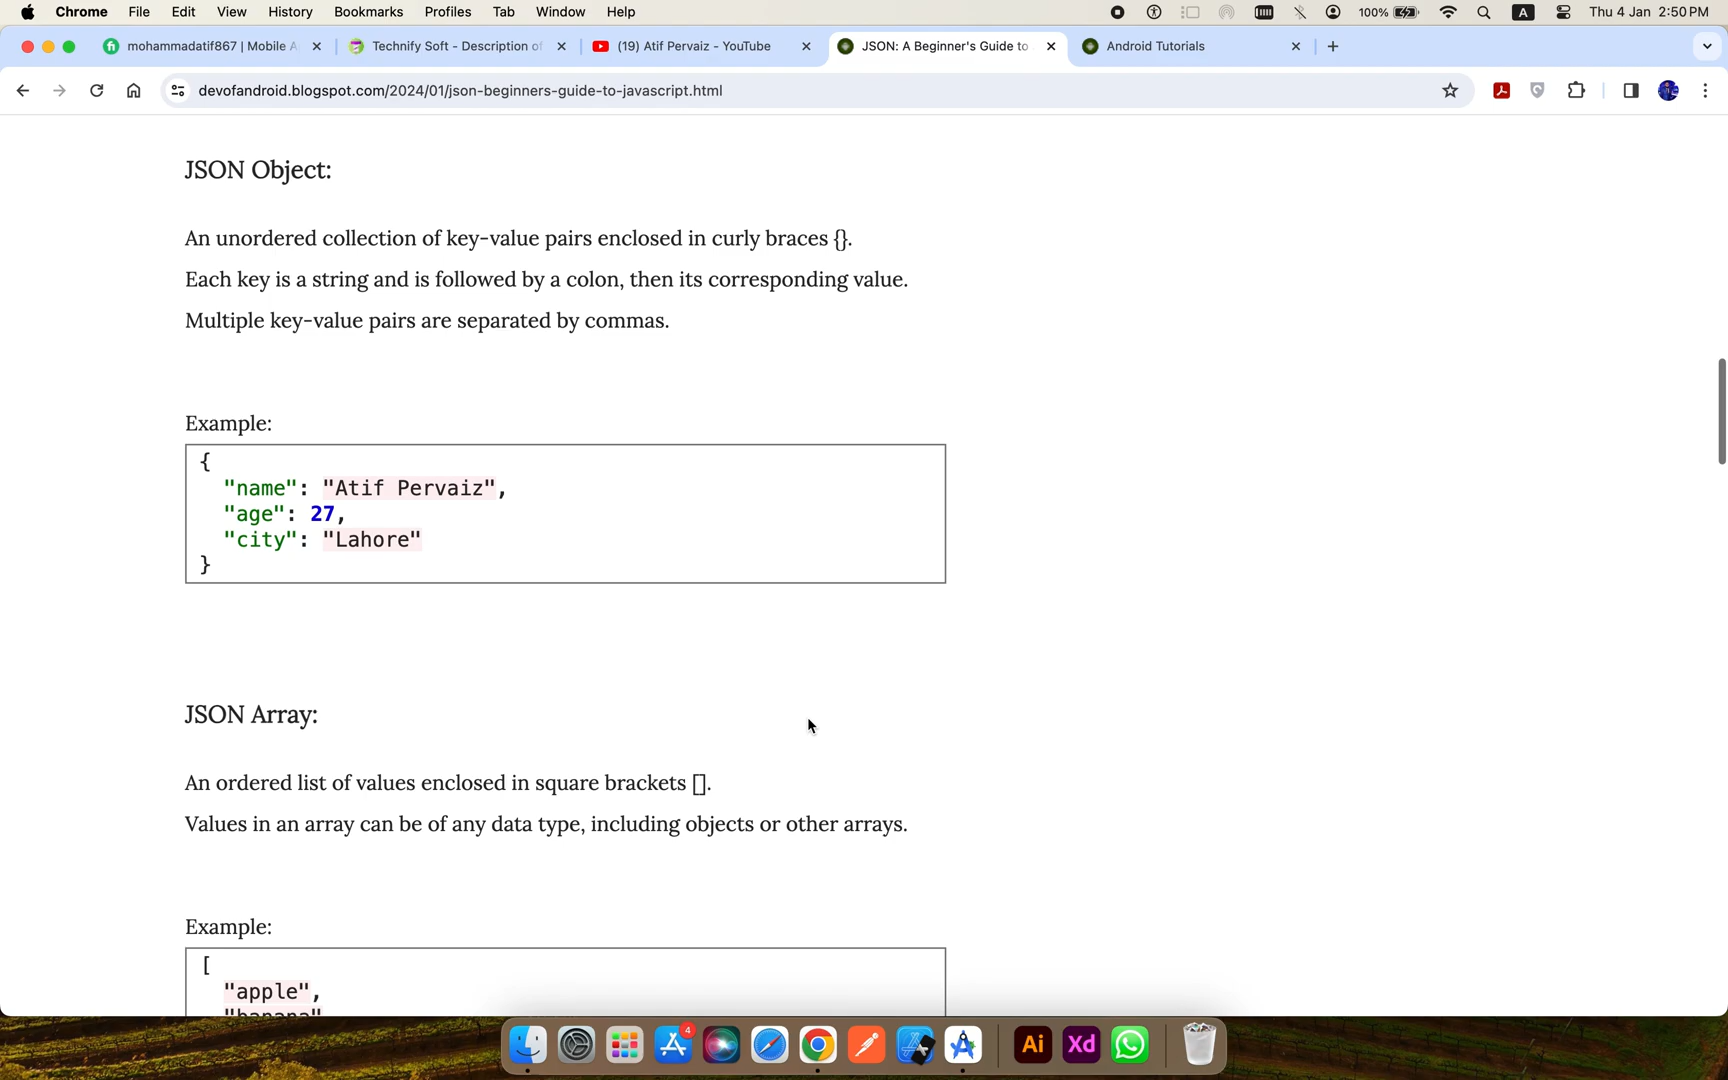 Chrome File Edit View History Bookmarks Profiles Tab Window Help 100% A Thu 4 Jan 2:50 PM
mohammadatif867 | Mobile A Technify Soft - Description of (19) Atif Pervaiz - YouTube JSON: A Beginner's Guide to Android Tutorials
devofandroid.blogspot.com/2024/01/json-beginners-guide-to-javascript.html
JSON Object:
An unordered collection of key-value pairs enclosed in curly braces {}.
Each key is a string and is followed by a colon, then its corresponding value.
Multiple key-value pairs are separated by commas.
Example:
{
"name": "Atif Pervaiz",
"age": 27,
"city": "Lahore"
}
JSON Array:
An ordered list of values enclosed in square brackets [].
Values in an array can be of any data type, including objects or other arrays.
Example:
[
"apple",
"banana"
4
Ai Xd